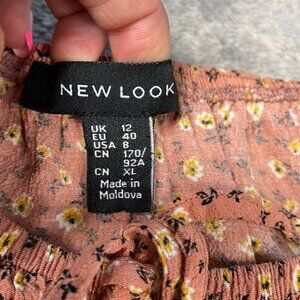 NEW LOOK
UK 12
EU 40
USA 8
CN 170/
92A
CN XL
Made in
Moldova